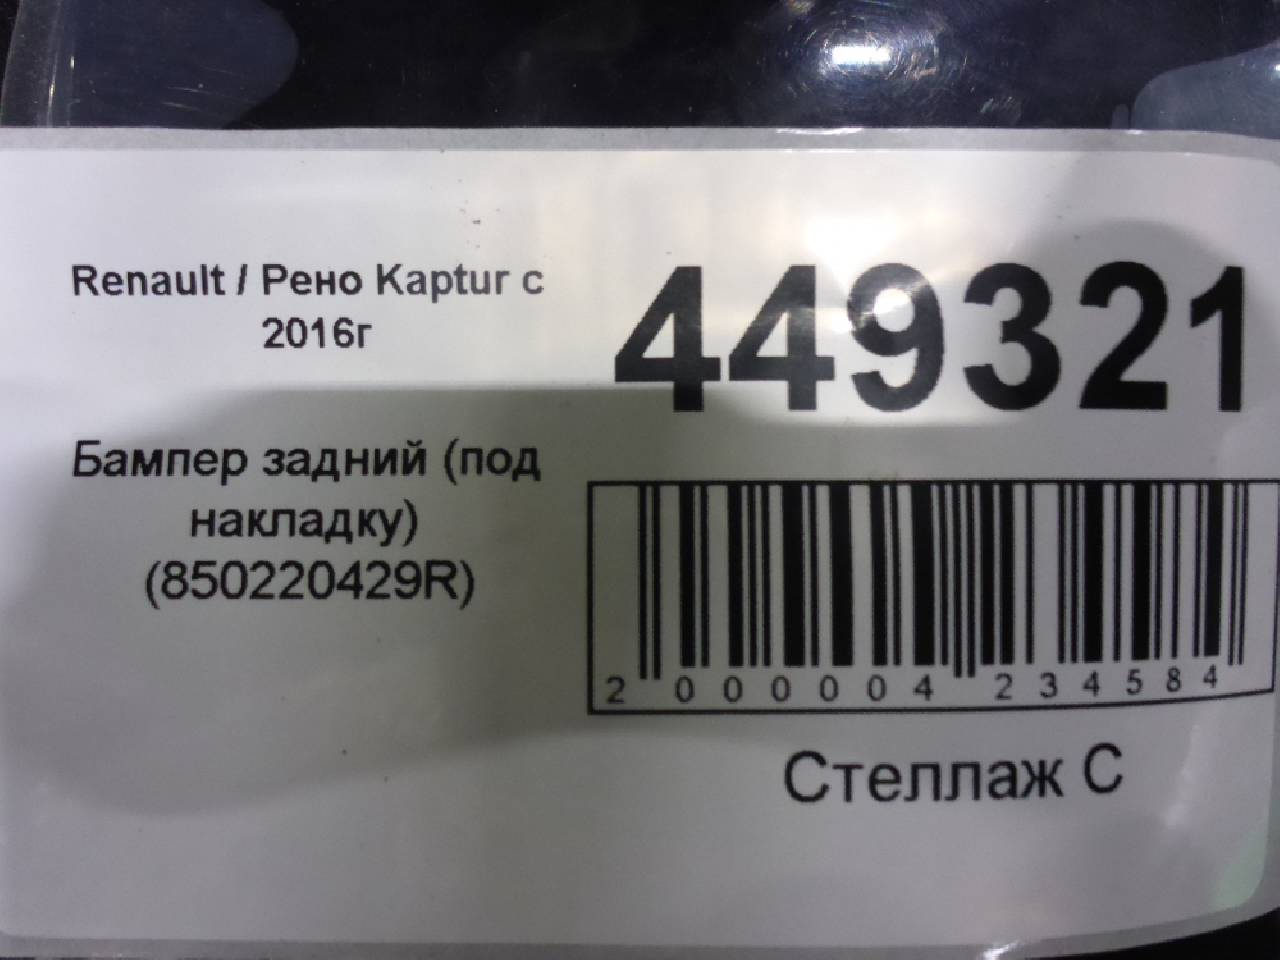 Renault / Рено Kaptur с
2016г
449321
Бампер задний (под
накладку)
(850220429R)
2 000004 234584
Стеллаж С